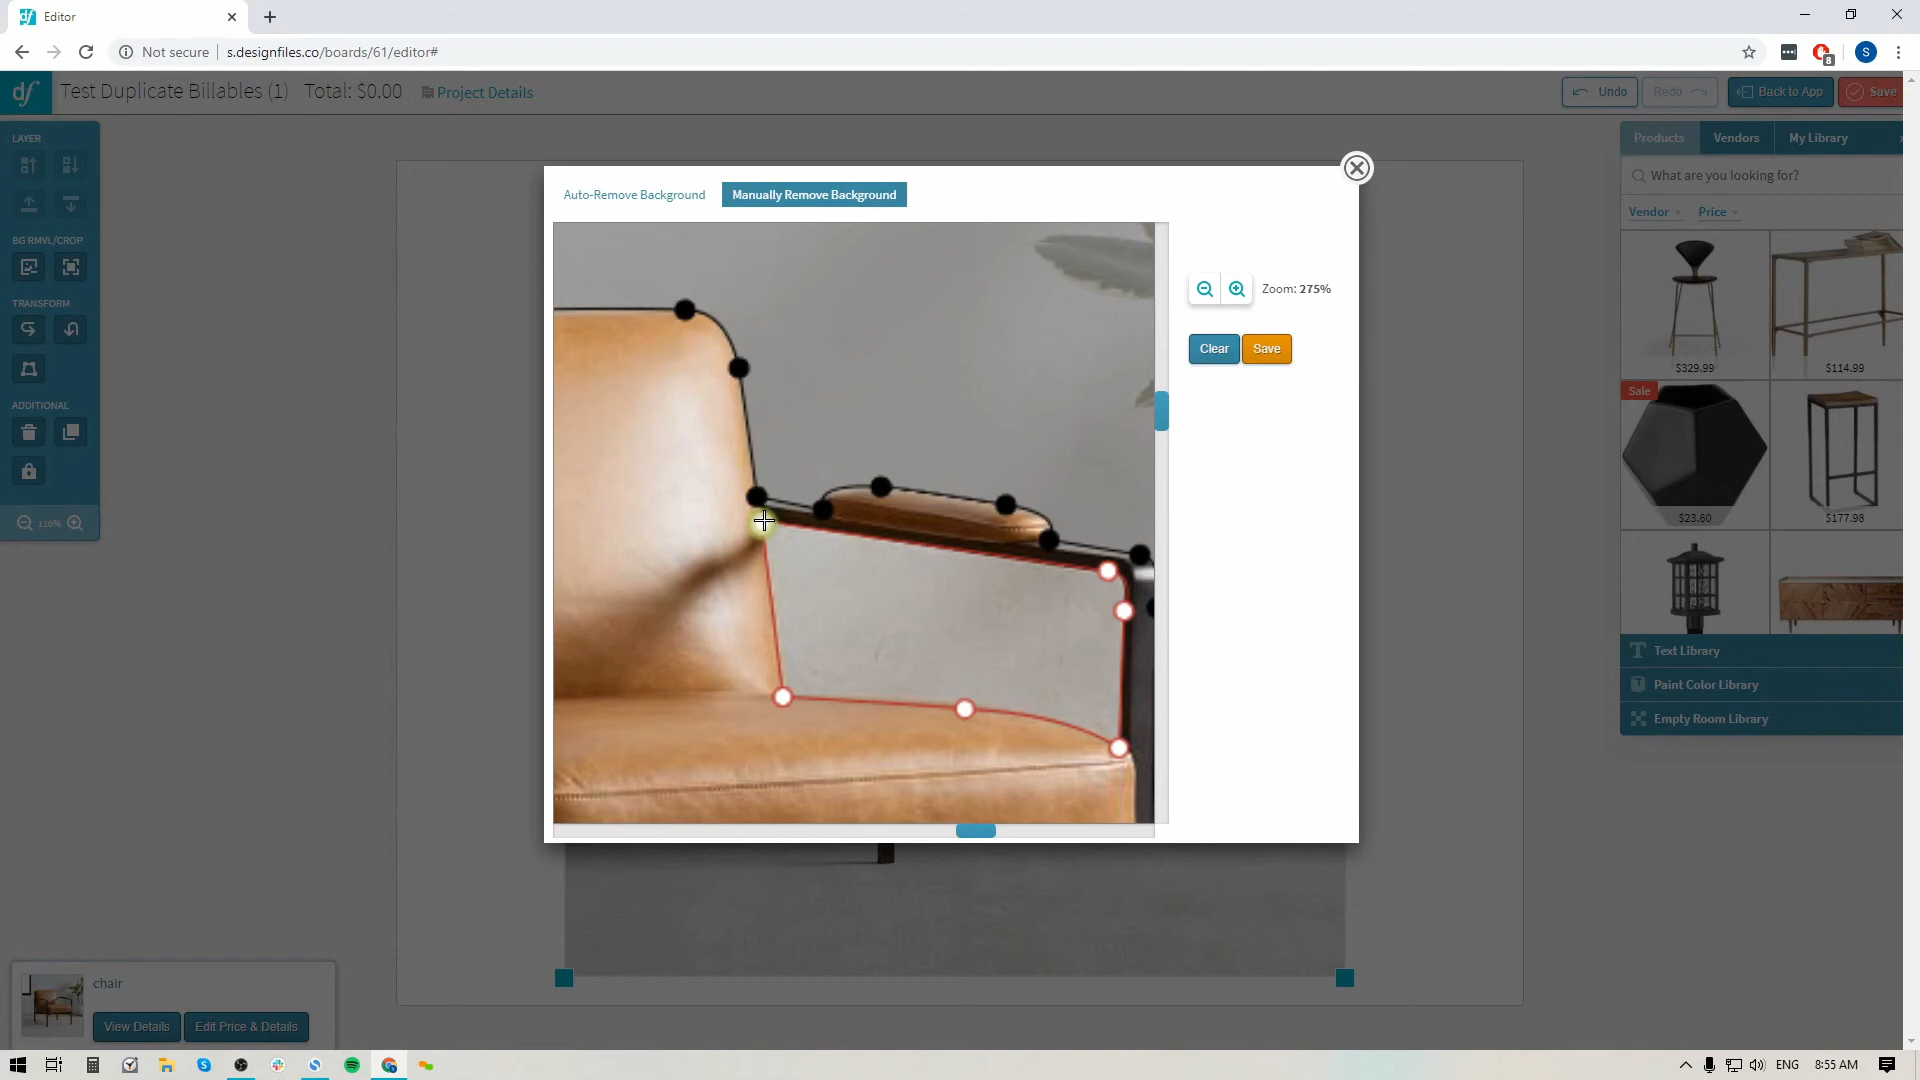 df Editor
Not secure | s.designfiles.co/boards/61/editor#
8
S
df Test Duplicate Billables (1) Total: $0.00 Project Details
Undo Redo Back to App Save
LAYER
BG RMVL/CROP
TRANSFORM
ADDITIONAL
110%
Auto-Remove Background Manually Remove Background
Zoom: 275%
Clear Save
Products Vendors My Library
What are you looking for?
Vendor Price
$329.99 $114.99
Sale
$23.60 $177.98
Text Library
Paint Color Library
Empty Room Library
chair
View Details Edit Price & Details
ENG 8:55 AM